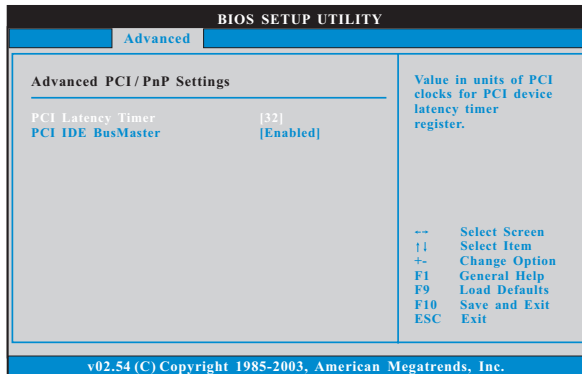 BIOS SETUP UTILITY
Advanced
Advanced PCI / PnP Settings
PCI Latency Timer [32]
PCI IDE BusMaster [Enabled]
Value in units of PCI
clocks for PCI device
latency timer
register.
←→ Select Screen
↑↓ Select Item
+- Change Option
F1 General Help
F9 Load Defaults
F10 Save and Exit
ESC Exit
v02.54 (C) Copyright 1985-2003, American Megatrends, Inc.